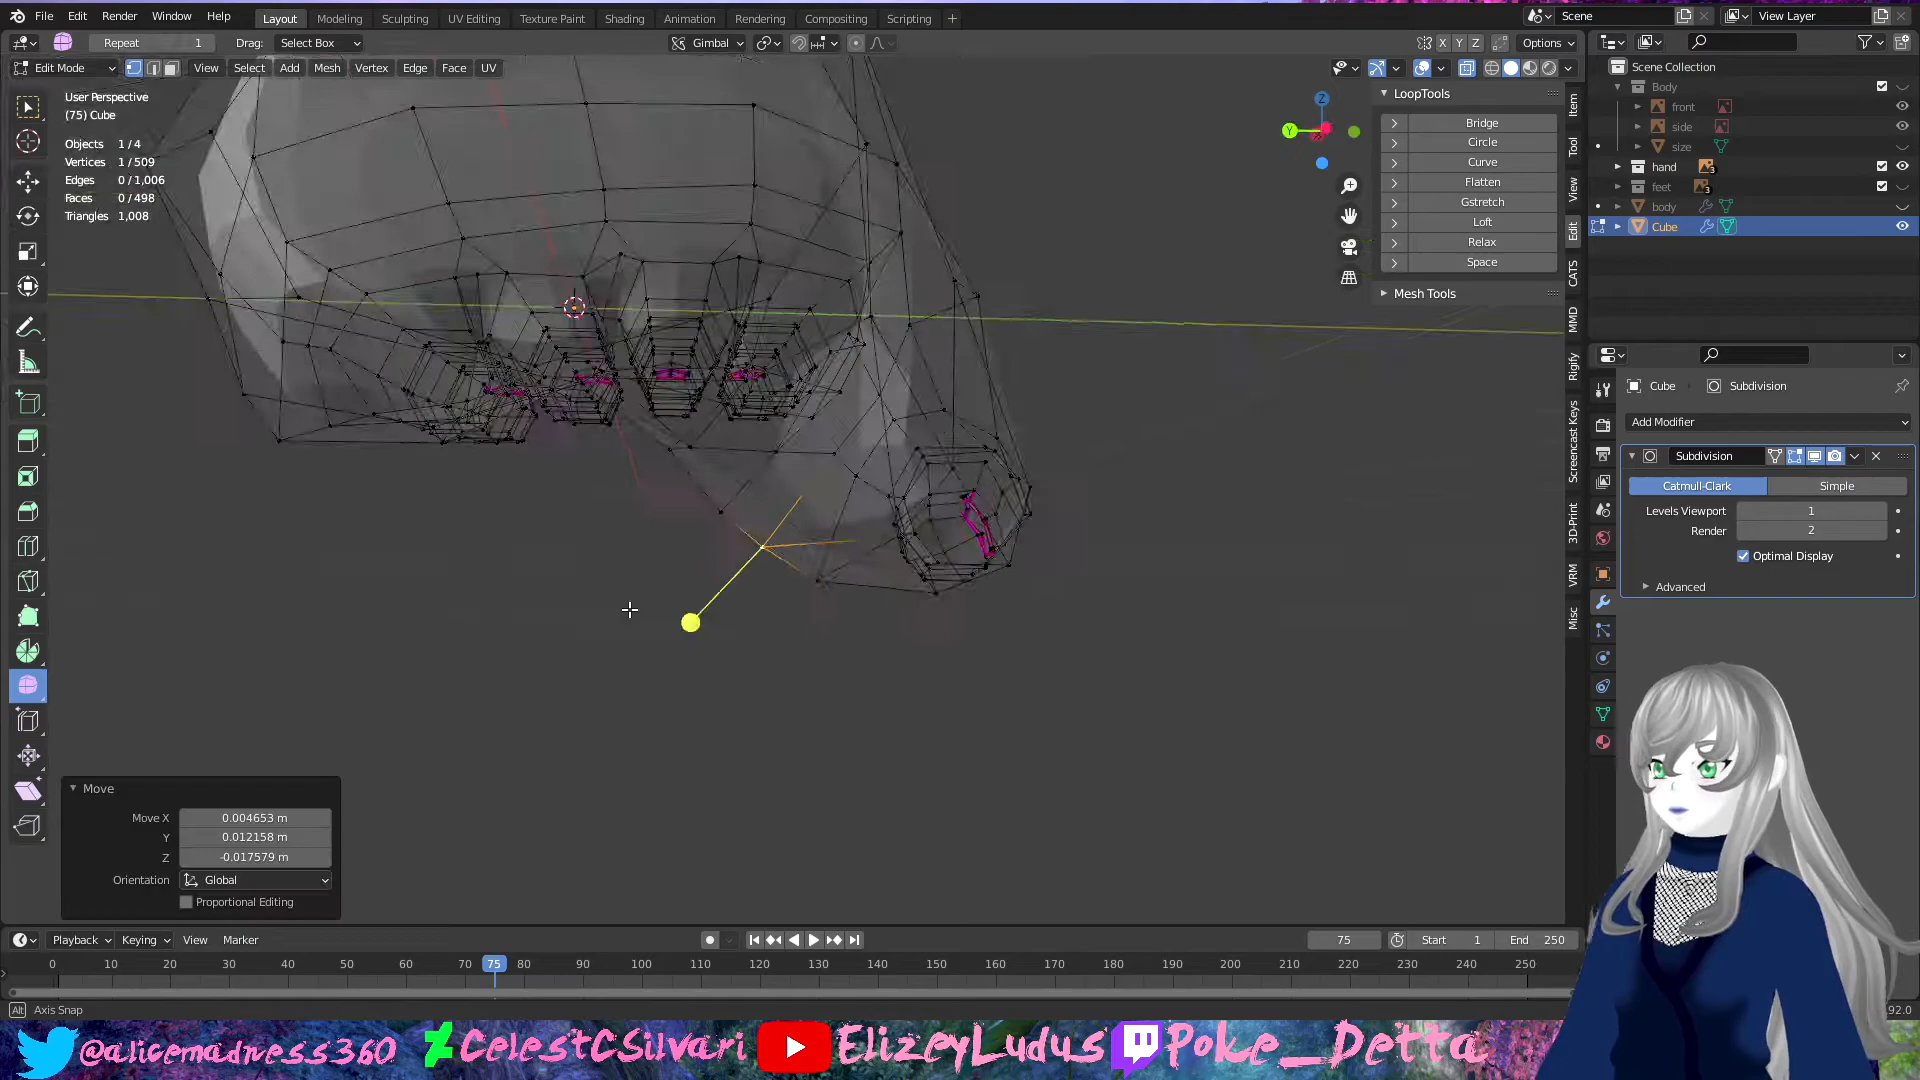 File Edit Render Window Help Layout Modeling Sculpting UV Editing Texture Paint Shading Animation Rendering Compositing Scripting + Scene View Layer
Repeat 1 Drag: Select Box Gimbal X Y Z Options
Edit Mode View Select Add Mesh Vertex Edge Face UV
User Perspective
(75) Cube
Objects 1/4
Vertices 1/509
Edges 0/1,006
Faces 0/498
Triangles 1,008
Z
Y
LoopTools
Bridge
Circle
Curve
Flatten
Gstretch
Loft
Relax
Space
Mesh Tools
Item
Tool
View
Edit
CATS
MMD
Rigify
Screencast Keys
3D-Print
VRM
Misc
Scene Collection
Body
front
side
size
hand
3
feet
3
body
Cube
Cube Subdivision
Add Modifier
Subdivision
Catmull-Clark Simple
Levels Viewport 1
Render 2
Optimal Display
Advanced
Move
Move X 0.004653 m
Y 0.012158 m
Z -0.017579 m
Orientation Global
Proportional Editing
Playback Keying View Marker 75 Start 1 End 250
0 10 20 30 40 50 60 70 75 80 90 100 110 120 130 140 150 160 170 180 190 200 210 220 230 240 250
Alt Axis Snap
@alicemadness360 CelestCSilvari ElizeyLudus Poke__Detta